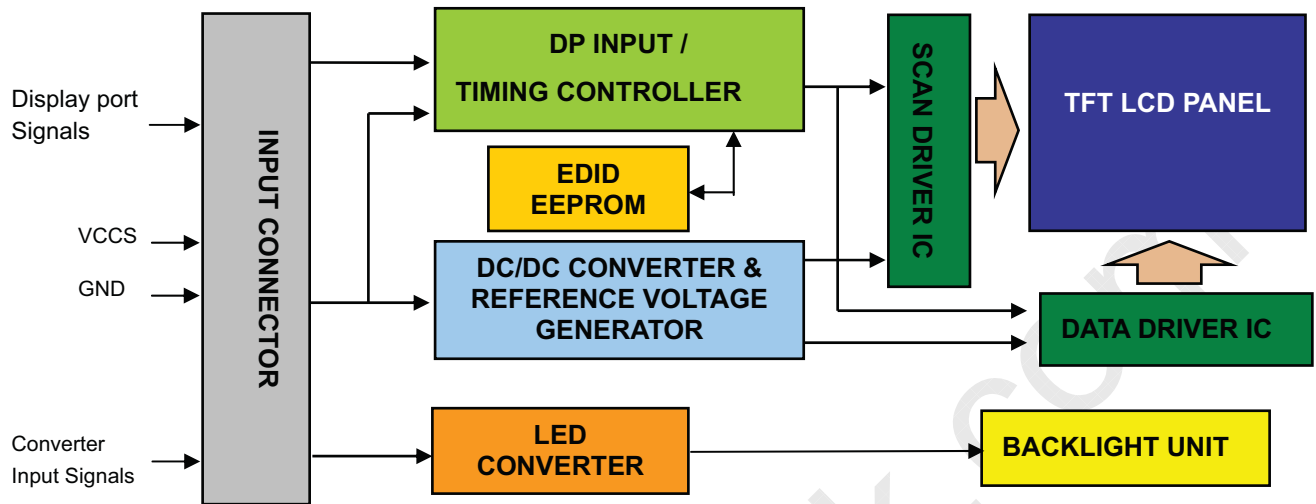 Display port
Signals
VCCS
GND
Converter
Input Signals
INPUT CONNECTOR
DP INPUT /
TIMING CONTROLLER
EDID
EEPROM
DC/DC CONVERTER &
REFERENCE VOLTAGE
GENERATOR
LED
CONVERTER
SCAN DRIVER IC
TFT LCD PANEL
DATA DRIVER IC
BACKLIGHT UNIT